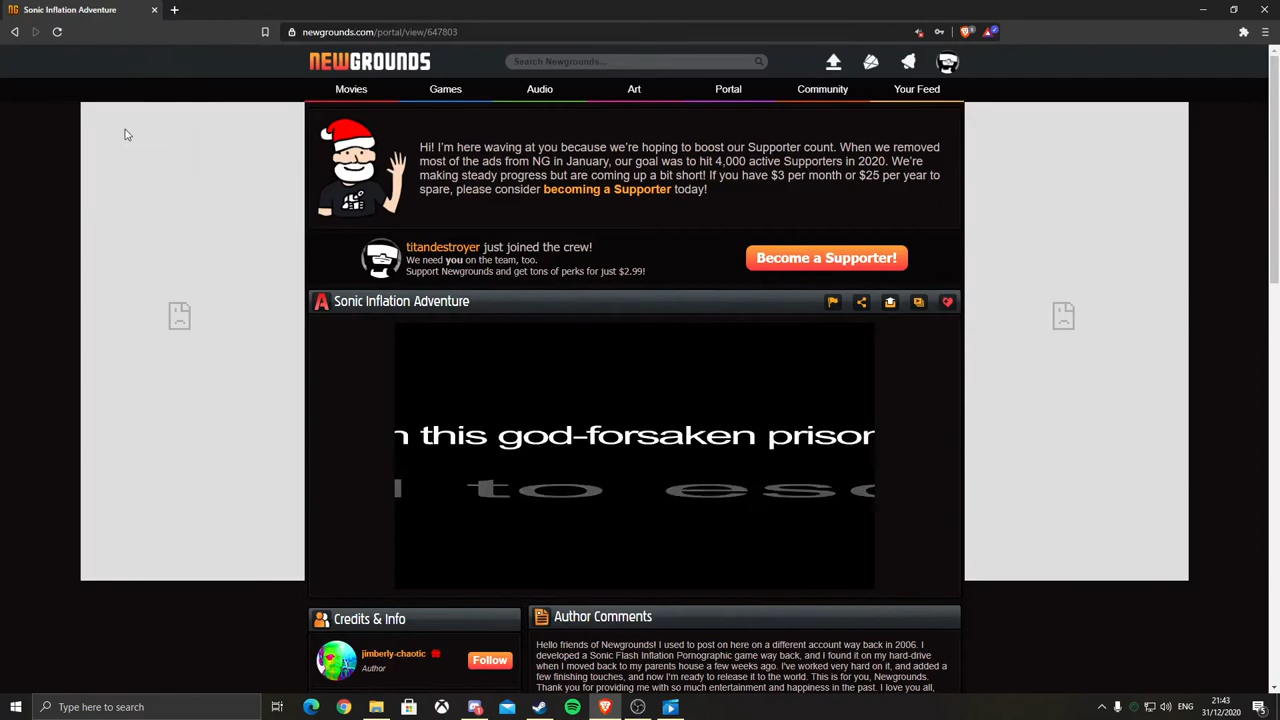 Sonic Inflation Adventure
newgrounds.com/portal/view/647803
NEWGROUNDS
Search Newgrounds...
Movies
Games
Audio
Art
Portal
Community
Your Feed
Hi! I'm here waving at you because we're hoping to boost our Supporter count. When we removed
most of the ads from NG in January, our goal was to hit 4,000 active Supporters in 2020. We're
making steady progress but are coming up a bit short! If you have $3 per month or $25 per year to
spare, please consider becoming a Supporter today!
titandestroyer just joined the crew!
We need you on the team, too.
Support Newgrounds and get tons of perks for just $2.99!
Become a Supporter!
A Sonic Inflation Adventure
n this god-forsaken prison
to esc
Credits & Info
jimberly-chaotic
Author
Follow
Author Comments
Hello friends of Newgrounds! I used to post on here on a different account way back in 2006. I
developed a Sonic Flash Inflation Pornographic game way back, and I found it on my hard-drive
when I moved back to my parents house a few weeks ago. I've worked very hard on it, and added a
few finishing touches, and now I'm ready to release it to the world. This is for you, Newgrounds.
Thank you for providing me with so much entertainment and happiness in the past. I love you all,
Type here to search
21:43
31/12/2020